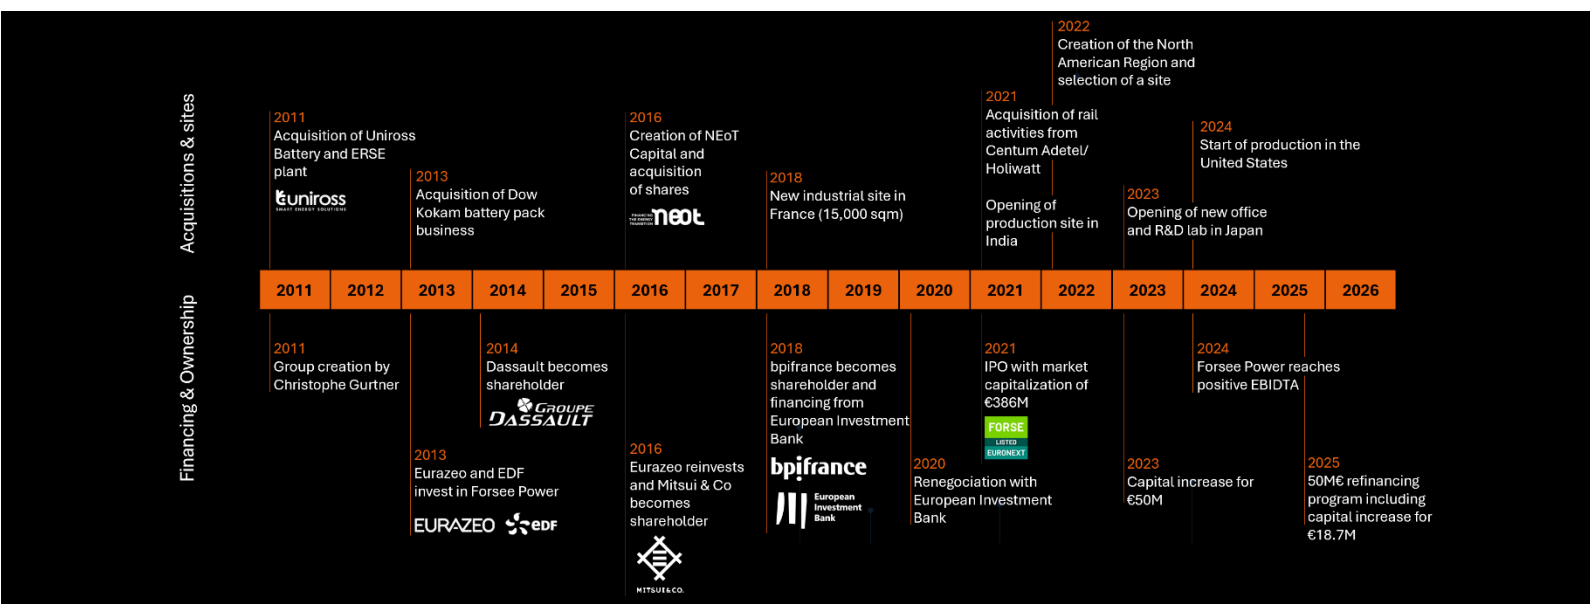 Acquisitions & sites
2011
Acquisition of Uniross
Battery and ERSE
plant
uniross
SMART ENERGY SOLUTIONS
2013
Acquisition of Dow
Kokam battery pack
business
2016
Creation of NEoT
Capital and
acquisition
of shares
FINANCING
THE ENERGY
TRANSITION
neot
2018
New industrial site in
France (15,000 sqm)
2021
Acquisition of rail
activities from
Centum Adetel/
Holiwatt
Opening of
production site in
India
2022
Creation of the North
American Region and
selection of a site
2023
Opening of new office
and R&D lab in Japan
2024
Start of production in the
United States
2011 2012 2013 2014 2015 2016 2017 2018 2019 2020 2021 2022 2023 2024 2025 2026
Financing & Ownership
2011
Group creation by
Christophe Gurtner
2013
Eurazeo and EDF
invest in Forsee Power
EURAZEO eDF
2014
Dassault becomes
shareholder
GROUPE
DASSAULT
2016
Eurazeo reinvests
and Mitsui & Co
becomes
shareholder
MITSUI & CO.
2018
bpifrance becomes
shareholder and
financing from
European Investment
Bank
bpifrance
European
Investment
Bank
2020
Renegociation with
European Investment
Bank
2021
IPO with market
capitalization of
€386M
FORSE
LISTED
EURONEXT
2023
Capital increase for
€50M
2024
Forsee Power reaches
positive EBIDTA
2025
50M€ refinancing
program including
capital increase for
€18.7M